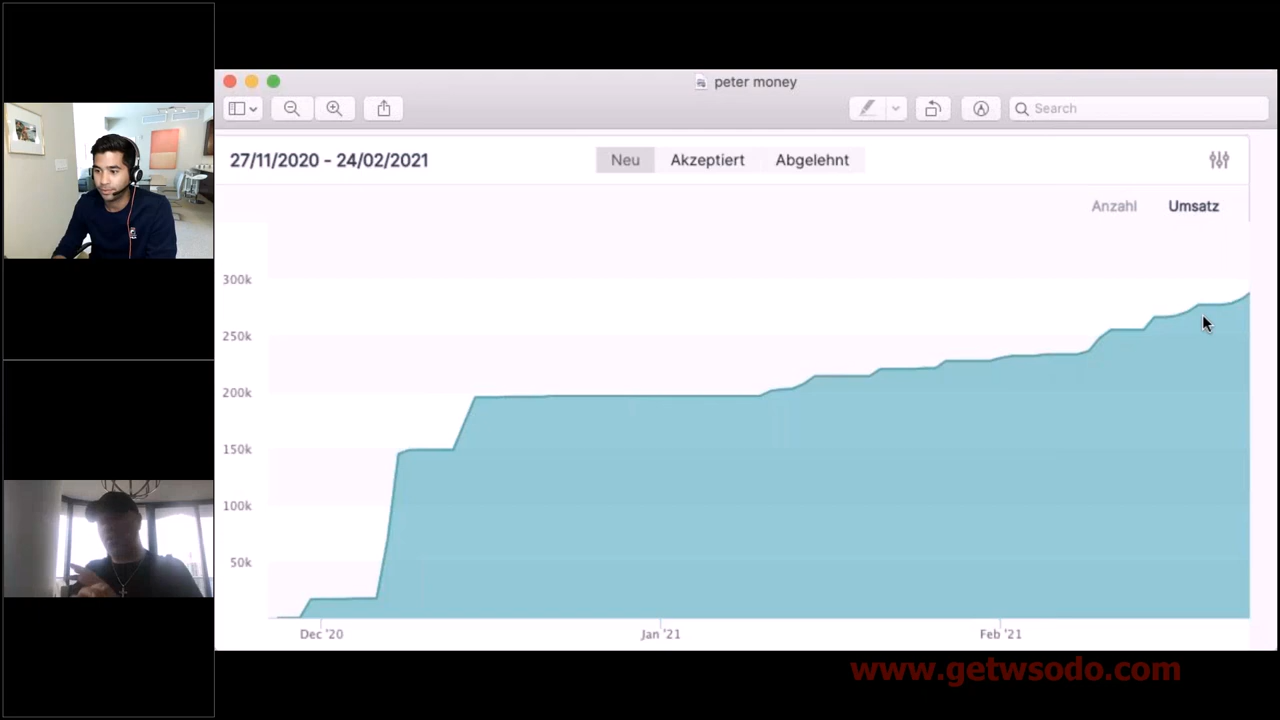 peter money
Search
27/11/2020 - 24/02/2021
Neu
Akzeptiert
Abgelehnt
Anzahl
Umsatz
300k
250k
200k
150k
100k
50k
Dec '20
Jan '21
Feb '21
www.getwsodo.com